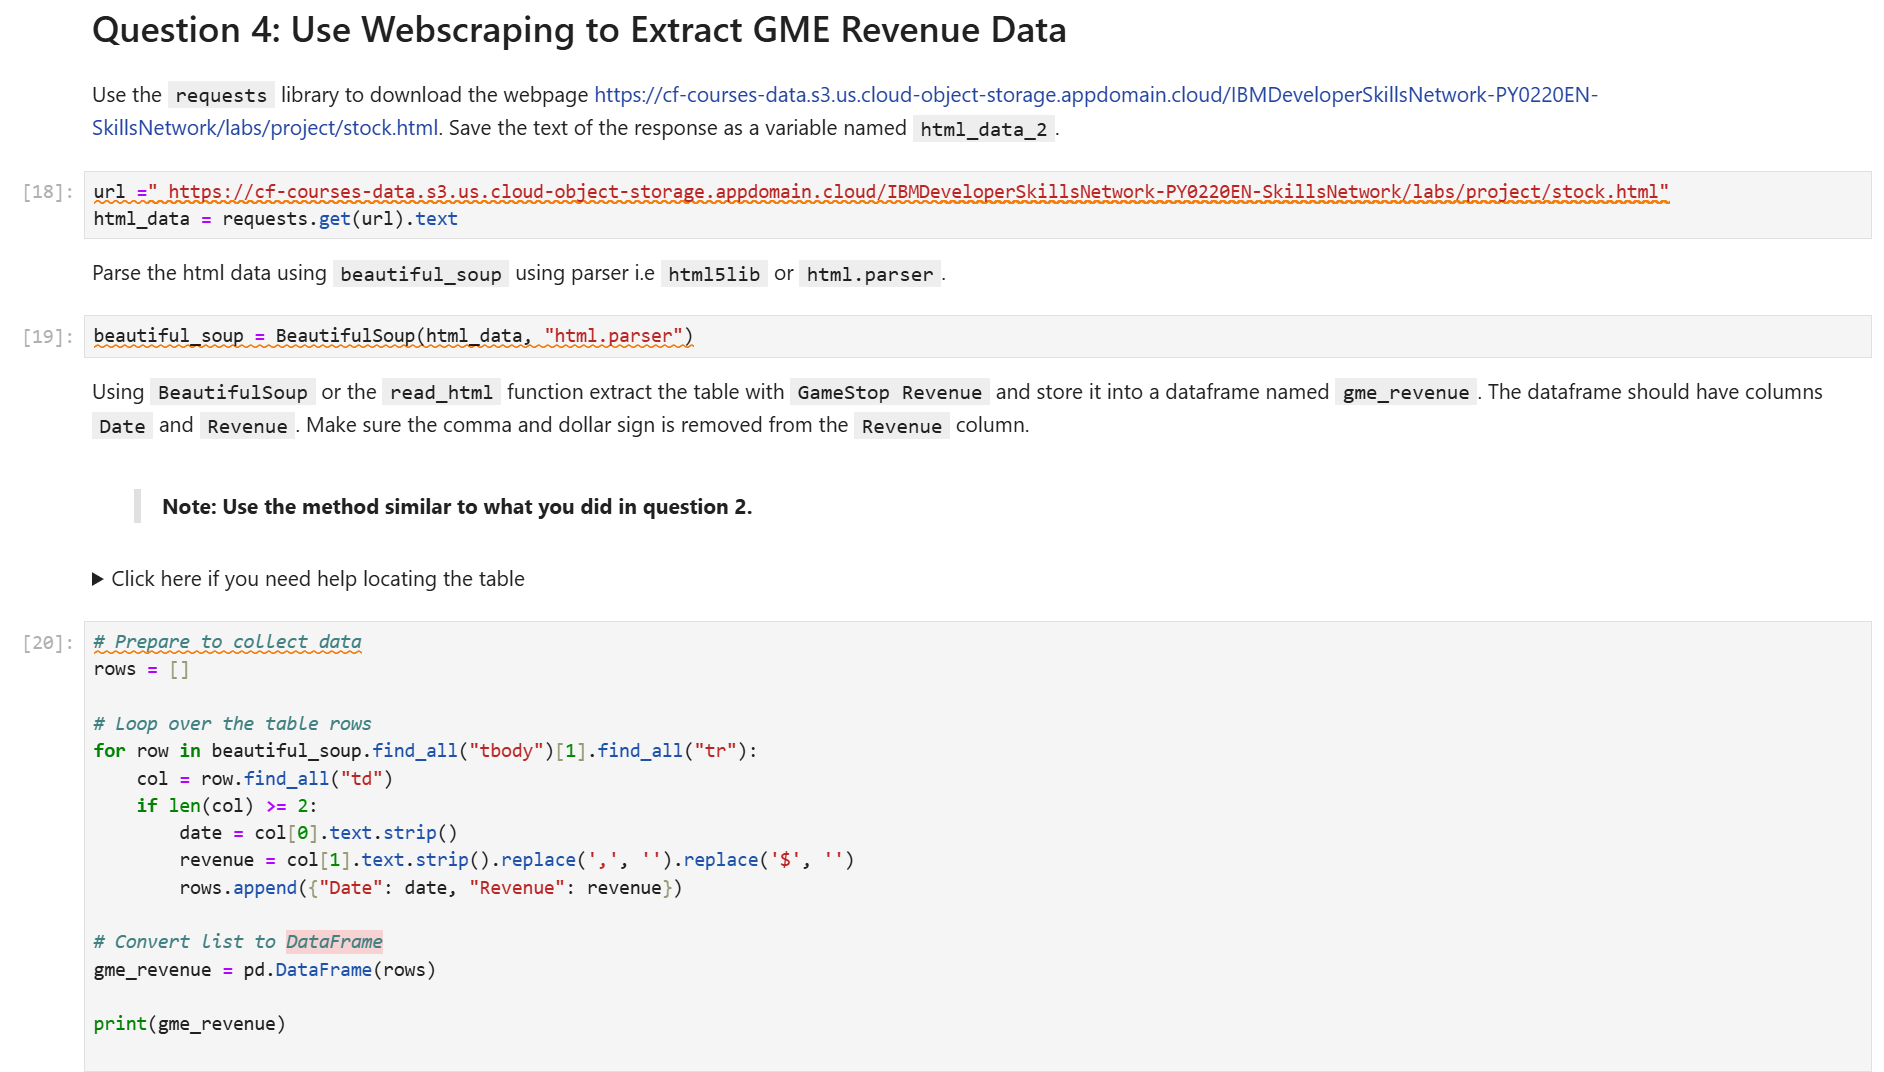 Question 4: Use Webscraping to Extract GME Revenue Data
Use the requests library to download the webpage https://cf-courses-data.s3.us.cloud-object-storage.appdomain.cloud/IBMDeveloperSkillsNetwork-PY0220EN-
SkillsNetwork/labs/project/stock.html. Save the text of the response as a variable named html_data_2.
[18]: url =" https://cf-courses-data.s3.us.cloud-object-storage.appdomain.cloud/IBMDeveloperSkillsNetwork-PY0220EN-SkillsNetwork/labs/project/stock.html"
html_data = requests.get(url).text
Parse the html data using beautiful_soup using parser i.e html5lib or html.parser.
[19]: beautiful_soup = BeautifulSoup(html_data, "html.parser")
Using BeautifulSoup or the read_html function extract the table with GameStop Revenue and store it into a dataframe named gme_revenue. The dataframe should have columns
Date and Revenue. Make sure the comma and dollar sign is removed from the Revenue column.
Note: Use the method similar to what you did in question 2.
▶ Click here if you need help locating the table
[20]: # Prepare to collect data
rows = []
# Loop over the table rows
for row in beautiful_soup.find_all("tbody")[1].find_all("tr"):
    col = row.find_all("td")
    if len(col) >= 2:
        date = col[0].text.strip()
        revenue = col[1].text.strip().replace(',', '').replace('$', '')
        rows.append({"Date": date, "Revenue": revenue})
# Convert list to DataFrame
gme_revenue = pd.DataFrame(rows)
print(gme_revenue)